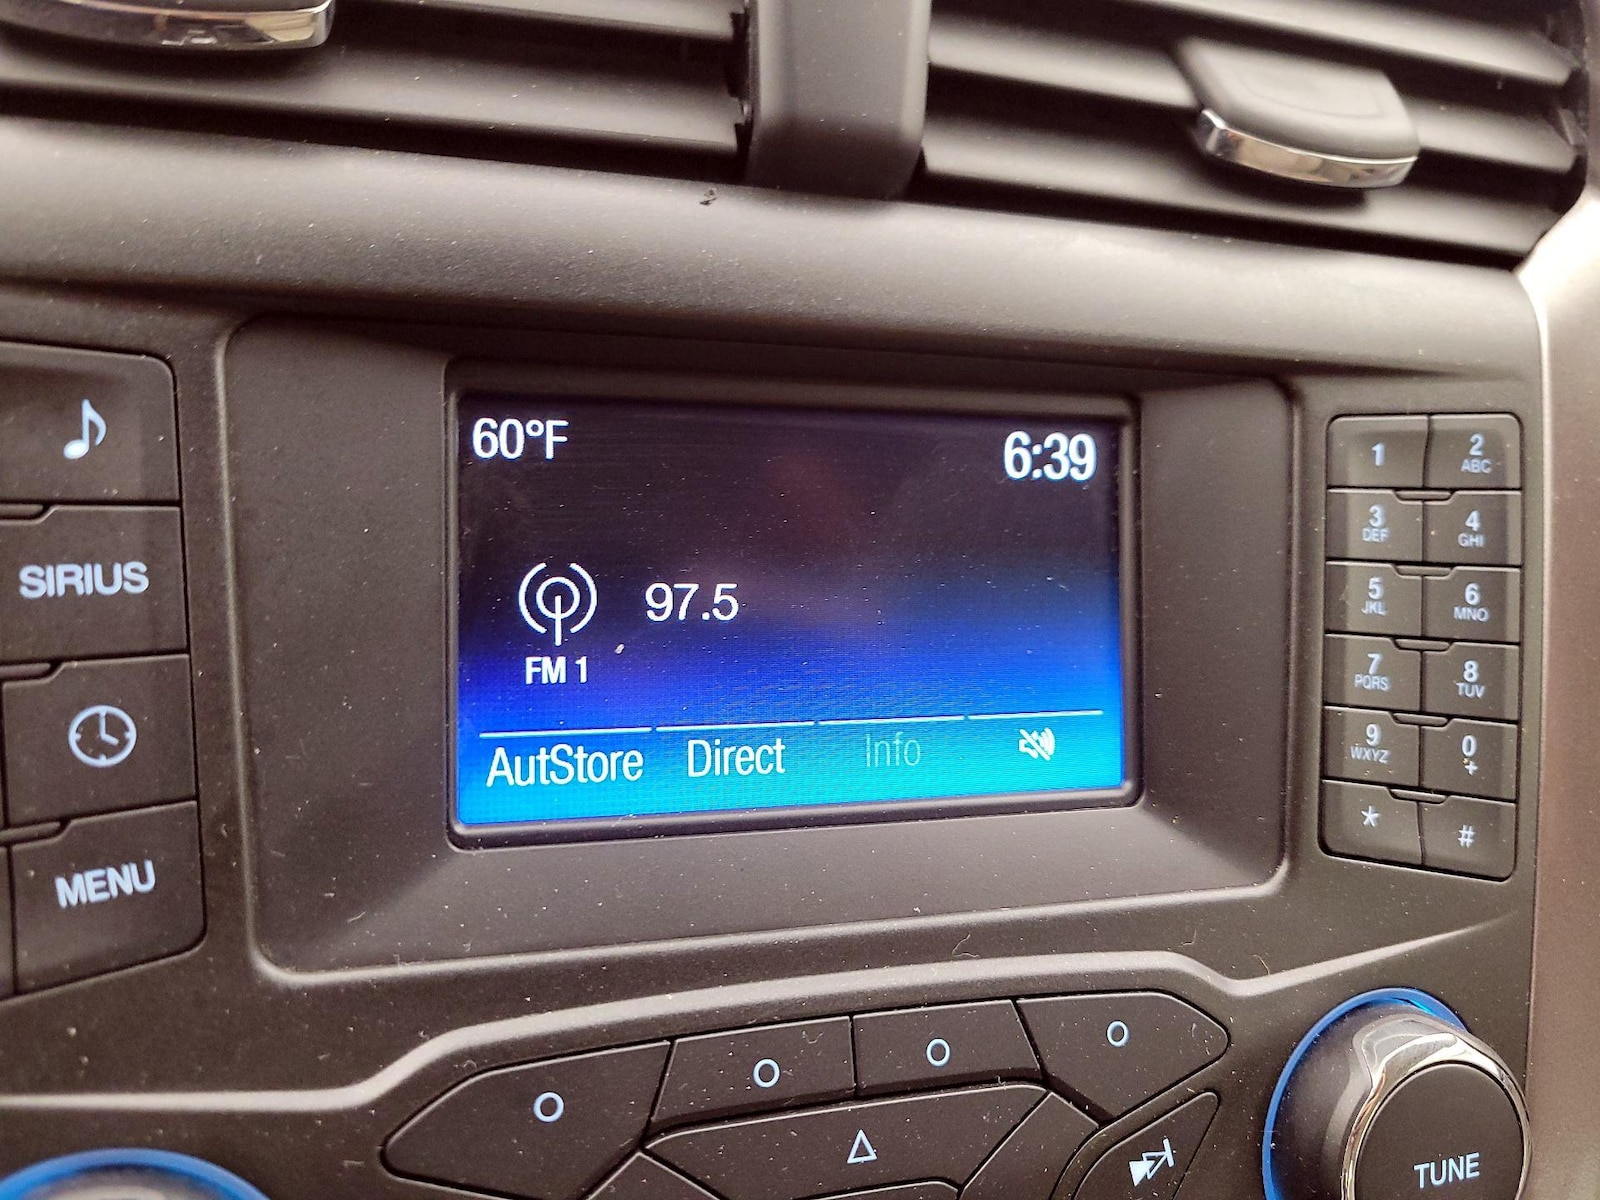 60°F
6:39
97.5
FM 1
AutStore Direct Info
SIRIUS
MENU
1
2 ABC
3 DEF
4 GHI
5 JKL
6 MNO
7 PQRS
8 TUV
9 WXYZ
0 +
* #
TUNE